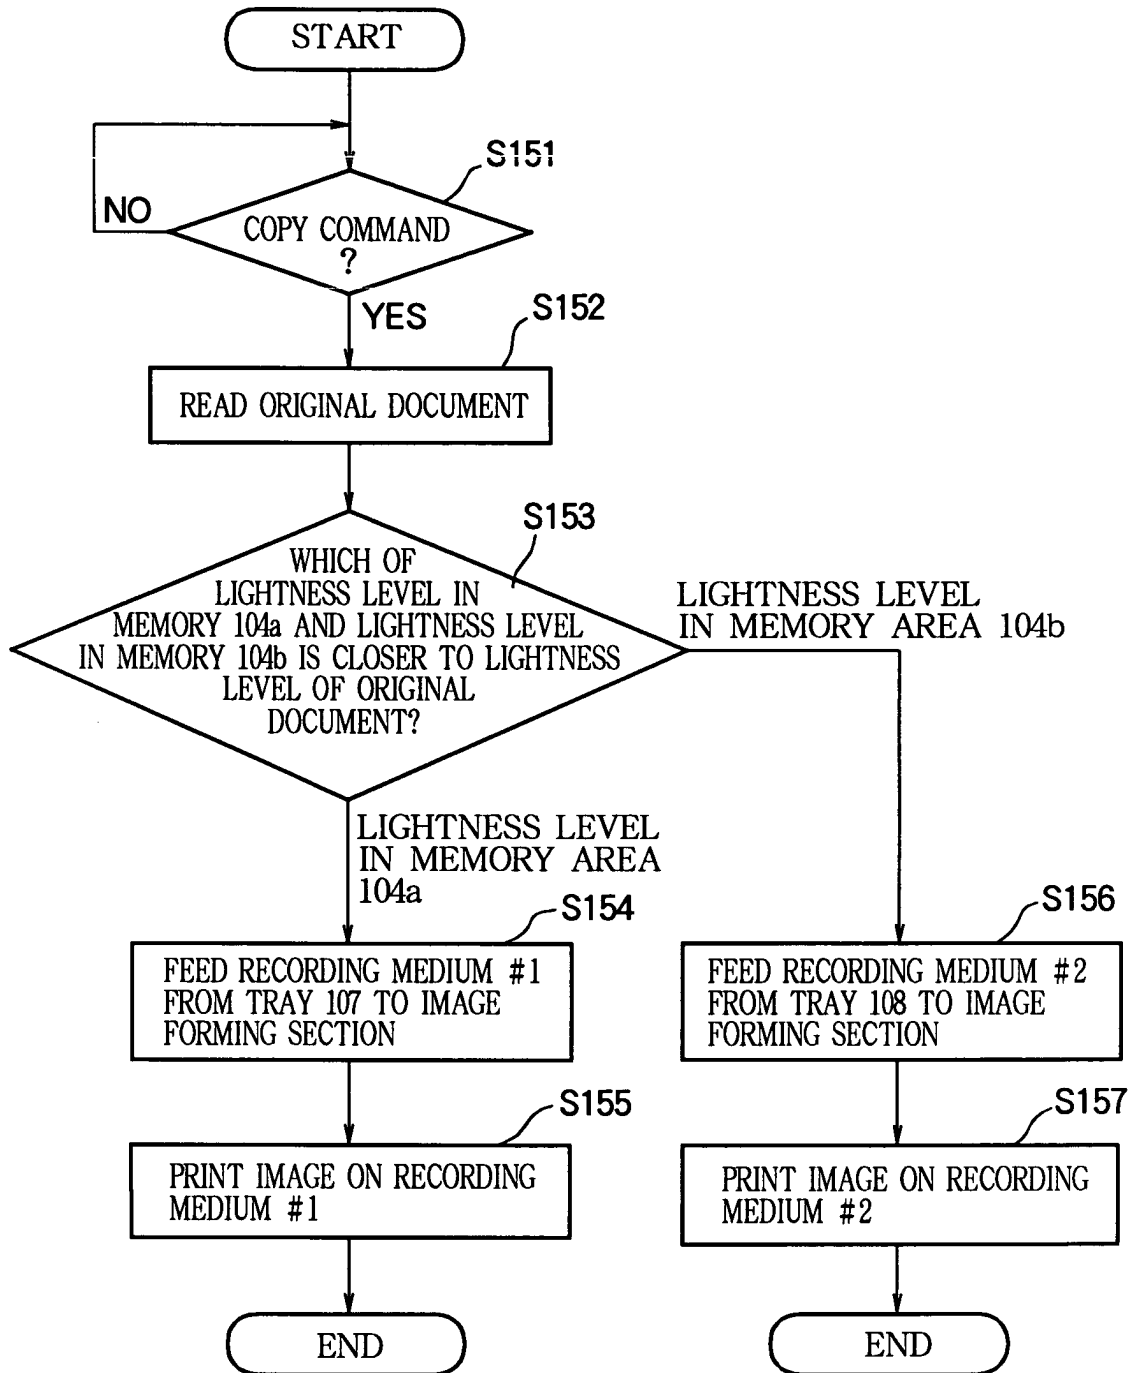 START
S151
NO
COPY COMMAND
?
YES
S152
READ ORIGINAL DOCUMENT
S153
WHICH OF
LIGHTNESS LEVEL IN
MEMORY 104a AND LIGHTNESS LEVEL
IN MEMORY 104b IS CLOSER TO LIGHTNESS
LEVEL OF ORIGINAL
DOCUMENT?
LIGHTNESS LEVEL
IN MEMORY AREA 104b
LIGHTNESS LEVEL
IN MEMORY AREA
104a
S154
FEED RECORDING MEDIUM #1
FROM TRAY 107 TO IMAGE
FORMING SECTION
S156
FEED RECORDING MEDIUM #2
FROM TRAY 108 TO IMAGE
FORMING SECTION
S155
PRINT IMAGE ON RECORDING
MEDIUM #1
S157
PRINT IMAGE ON RECORDING
MEDIUM #2
END
END